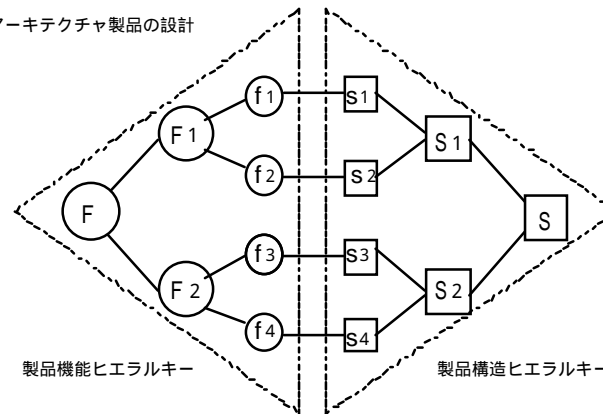 ーキテクチャ製品の設計
f1
s1
F1
S1
f2
s2
F
S
f3
s3
F2
S2
f4
s4
製品機能ヒエラルキー
製品構造ヒエラルキー